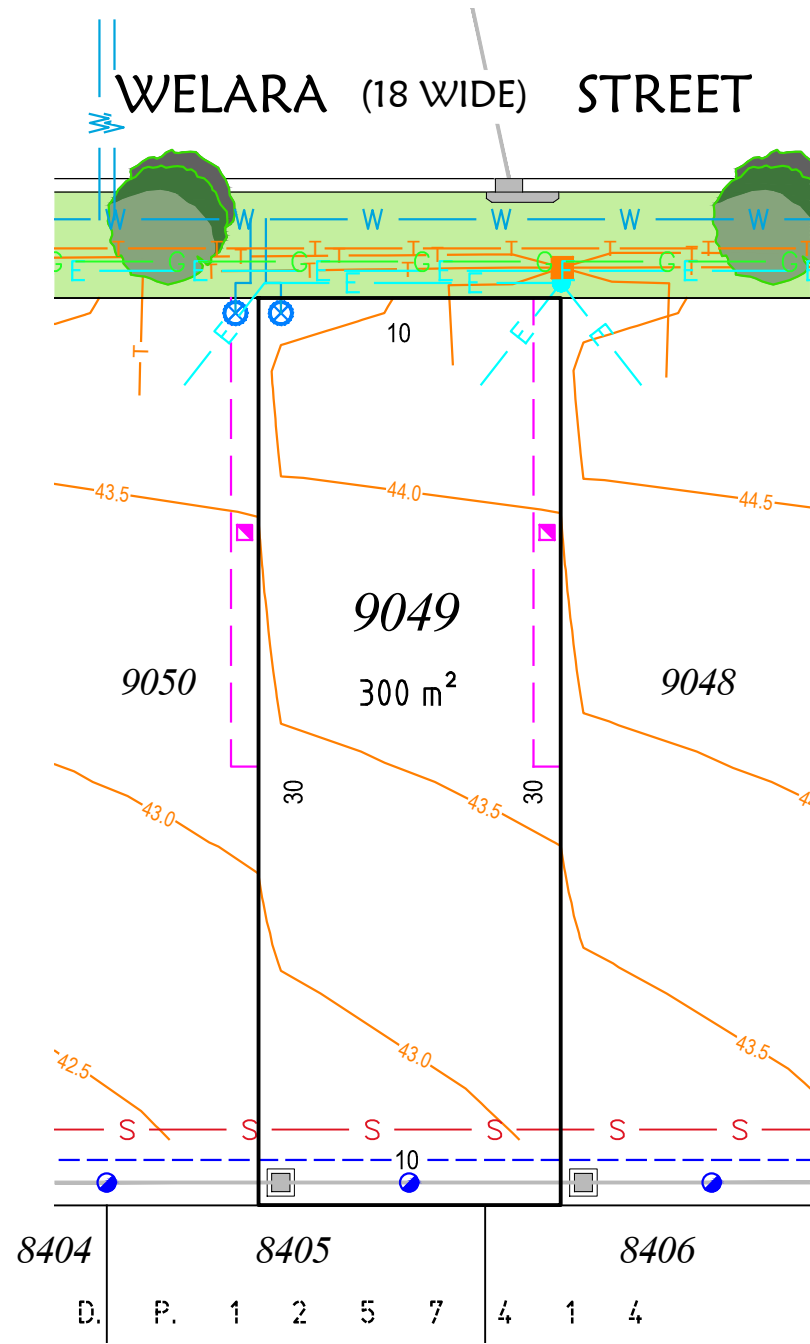 WELARA (18 WIDE) STREET
W
W W W W W W
T T T T T T T T T T T
G G G G G G
E E E E E E E
E E E
T
10
43.5 44.0 44.5
9049
9050 300 m² 9048
30 30
43.0 43.5
42.5 43.0 43.5
S S S S S S
10
8404 8405 8406
D. P. 1 2 5 7 4 1 4